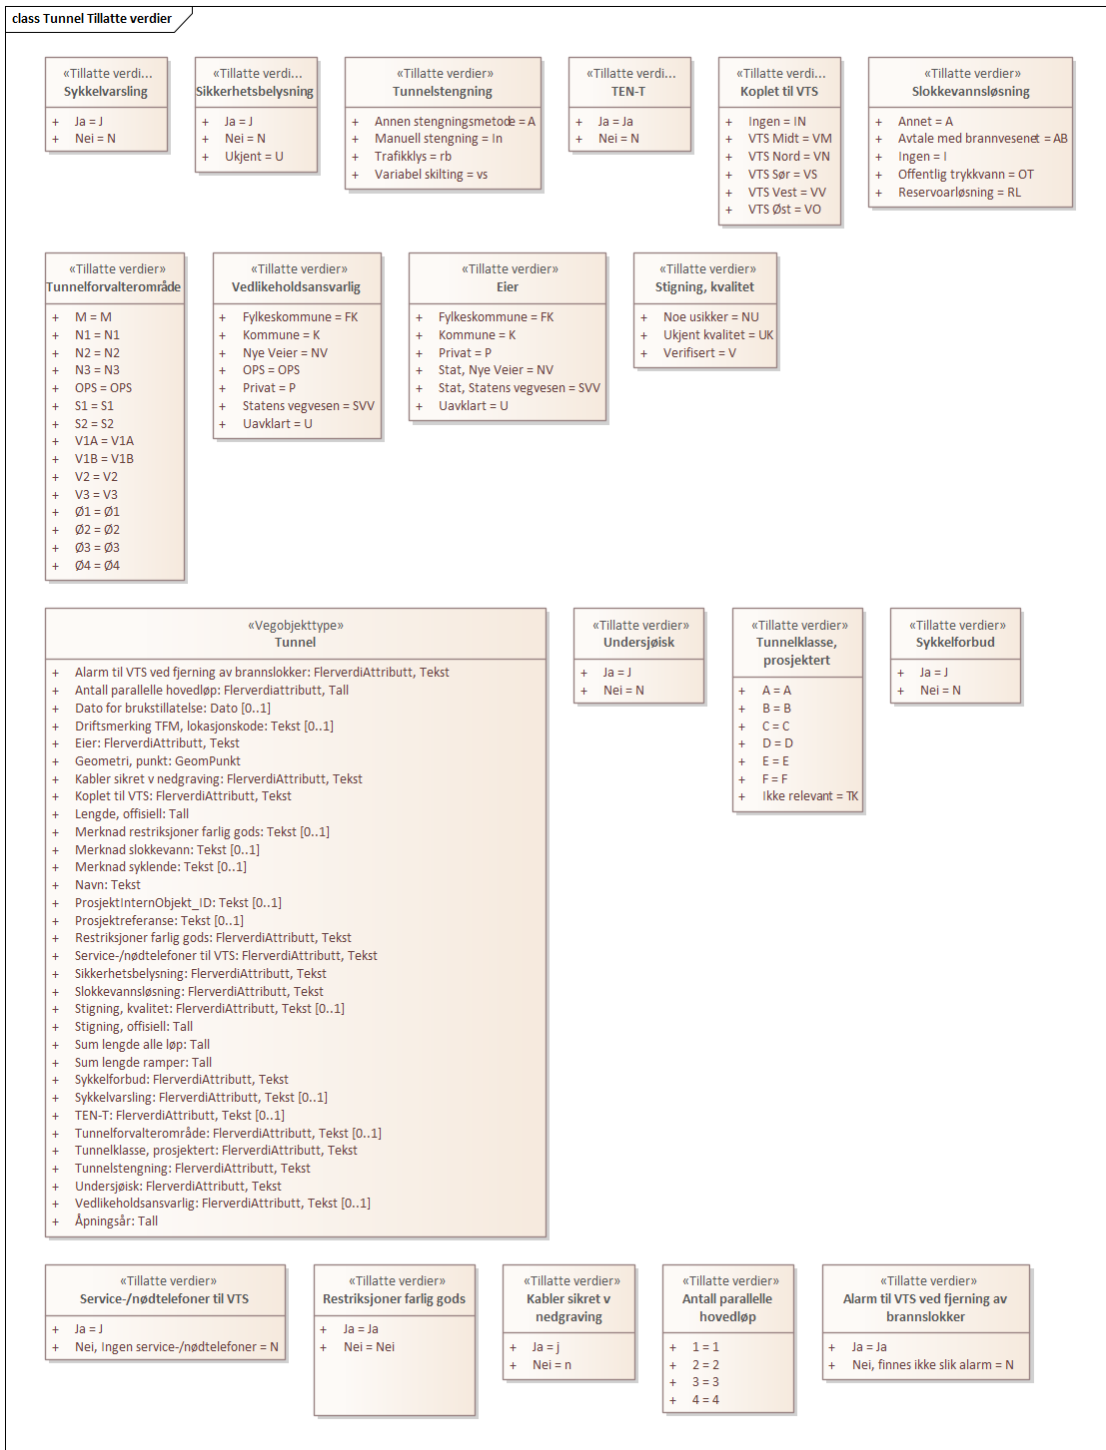 class Tunnel Tillatte verdier
«Tillatte verdi...
Sykkelvarsling
+ Ja = J
+ Nei = N
«Tillatte verdi...
Sikkerhetsbelysning
+ Ja = J
+ Nei = N
+ Ukjent = U
«Tillatte verdier»
Tunnelstengning
+ Annen stengningsmetode = A
+ Manuell stengning = ln
+ Trafikklys = rb
+ Variabel skilting = vs
«Tillatte verdi...
TEN-T
+ Ja = Ja
+ Nei = N
«Tillatte verdi...
Koplet til VTS
+ Ingen = IN
+ VTS Midt = VM
+ VTS Nord = VN
+ VTS Sør = VS
+ VTS Vest = VV
+ VTS Øst = VO
«Tillatte verdier»
Slokkevannsløsning
+ Annet = A
+ Avtale med brannvesenet = AB
+ Ingen = I
+ Offentlig trykkvann = OT
+ Reservoarløsning = RL
«Tillatte verdier»
Tunnelforvalterområde
+ M = M
+ N1 = N1
+ N2 = N2
+ N3 = N3
+ OPS = OPS
+ S1 = S1
+ S2 = S2
+ V1A = V1A
+ V1B = V1B
+ V2 = V2
+ V3 = V3
+ Ø1 = Ø1
+ Ø2 = Ø2
+ Ø3 = Ø3
+ Ø4 = Ø4
«Tillatte verdier»
Vedlikeholdsansvarlig
+ Fylkeskommune = FK
+ Kommune = K
+ Nye Veier = NV
+ OPS = OPS
+ Privat = P
+ Statens vegvesen = SVV
+ Uavklart = U
«Tillatte verdier»
Eier
+ Fylkeskommune = FK
+ Kommune = K
+ Privat = P
+ Stat, Nye Veier = NV
+ Stat, Statens vegvesen = SVV
+ Uavklart = U
«Tillatte verdier»
Stigning, kvalitet
+ Noe usikker = NU
+ Ukjent kvalitet = UK
+ Verifisert = V
«Vegobjekttype»
Tunnel
+ Alarm til VTS ved fjerning av brannslokker: FlerverdiAttributt, Tekst
+ Antall parallelle hovedløp: Flerverdiattributt, Tall
+ Dato for brukstillatelse: Dato [0..1]
+ Driftsmerking TFM, lokasjonskode: Tekst [0..1]
+ Eier: FlerverdiAttributt, Tekst
+ Geometri, punkt: GeomPunkt
+ Kabler sikret v nedgraving: FlerverdiAttributt, Tekst
+ Koplet til VTS: FlerverdiAttributt, Tekst
+ Lengde, offisiell: Tall
+ Merknad restriksjoner farlig gods: Tekst [0..1]
+ Merknad slokkevann: Tekst [0..1]
+ Merknad syklende: Tekst [0..1]
+ Navn: Tekst
+ ProsjektInternObjekt_ID: Tekst [0..1]
+ Prosjektreferanse: Tekst [0..1]
+ Restriksjoner farlig gods: FlerverdiAttributt, Tekst
+ Service-/nødtelefoner til VTS: FlerverdiAttributt, Tekst
+ Sikkerhetsbelysning: FlerverdiAttributt, Tekst
+ Slokkevannsløsning: FlerverdiAttributt, Tekst
+ Stigning, kvalitet: FlerverdiAttributt, Tekst [0..1]
+ Stigning, offisiell: Tall
+ Sum lengde alle løp: Tall
+ Sum lengde ramper: Tall
+ Sykkelforbud: FlerverdiAttributt, Tekst
+ Sykkelvarsling: FlerverdiAttributt, Tekst [0..1]
+ TEN-T: FlerverdiAttributt, Tekst [0..1]
+ Tunnelforvalterområde: FlerverdiAttributt, Tekst [0..1]
+ Tunnelklasse, prosjektert: FlerverdiAttributt, Tekst
+ Tunnelstengning: FlerverdiAttributt, Tekst
+ Undersjøisk: FlerverdiAttributt, Tekst
+ Vedlikeholdsansvarlig: FlerverdiAttributt, Tekst [0..1]
+ Åpningsår: Tall
«Tillatte verdier»
Undersjøisk
+ Ja = J
+ Nei = N
«Tillatte verdier»
Tunnelklasse,
prosjektert
+ A = A
+ B = B
+ C = C
+ D = D
+ E = E
+ F = F
+ Ikke relevant = TK
«Tillatte verdier»
Sykkelforbud
+ Ja = J
+ Nei = N
«Tillatte verdier»
Service-/nødtelefoner til VTS
+ Ja = J
+ Nei, Ingen service-/nødtelefoner = N
«Tillatte verdier»
Restriksjoner farlig gods
+ Ja = Ja
+ Nei = Nei
«Tillatte verdier»
Kabler sikret v
nedgraving
+ Ja = j
+ Nei = n
«Tillatte verdier»
Antall parallelle
hovedløp
+ 1 = 1
+ 2 = 2
+ 3 = 3
+ 4 = 4
«Tillatte verdier»
Alarm til VTS ved fjerning av
brannslokker
+ Ja = Ja
+ Nei, finnes ikke slik alarm = N